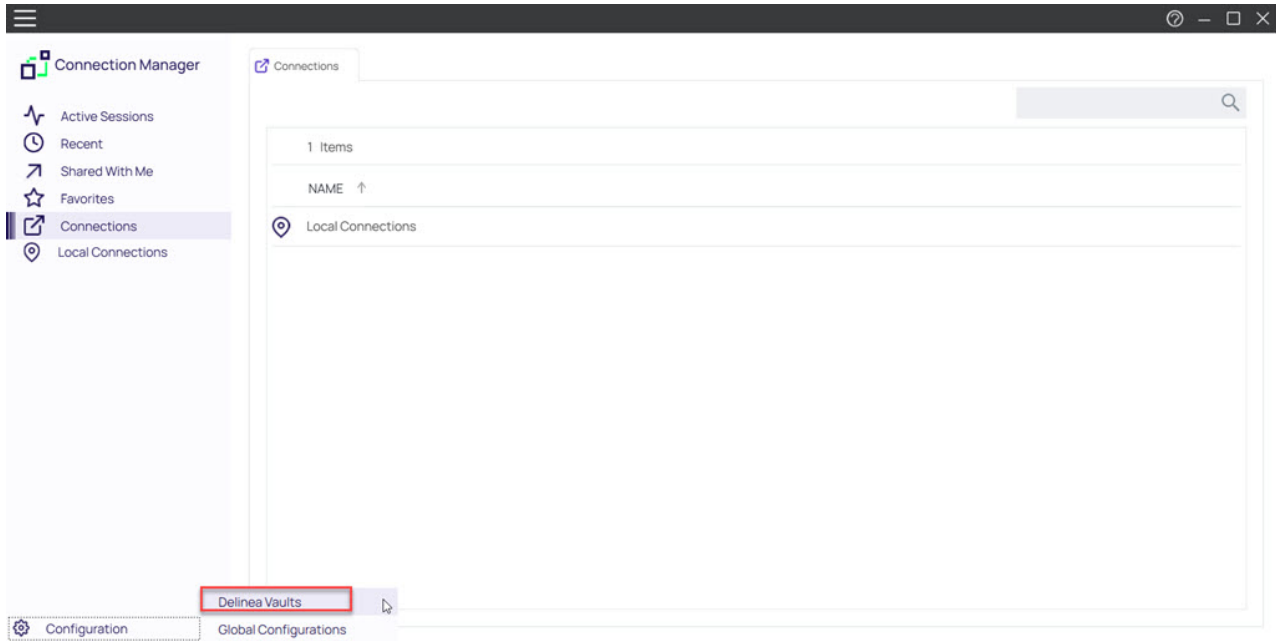 Connection Manager
Connections
Active Sessions
Recent
Shared With Me
Favorites
Connections
Local Connections
1 Items
NAME
Local Connections
Delinea Vaults
Configuration
Global Configurations